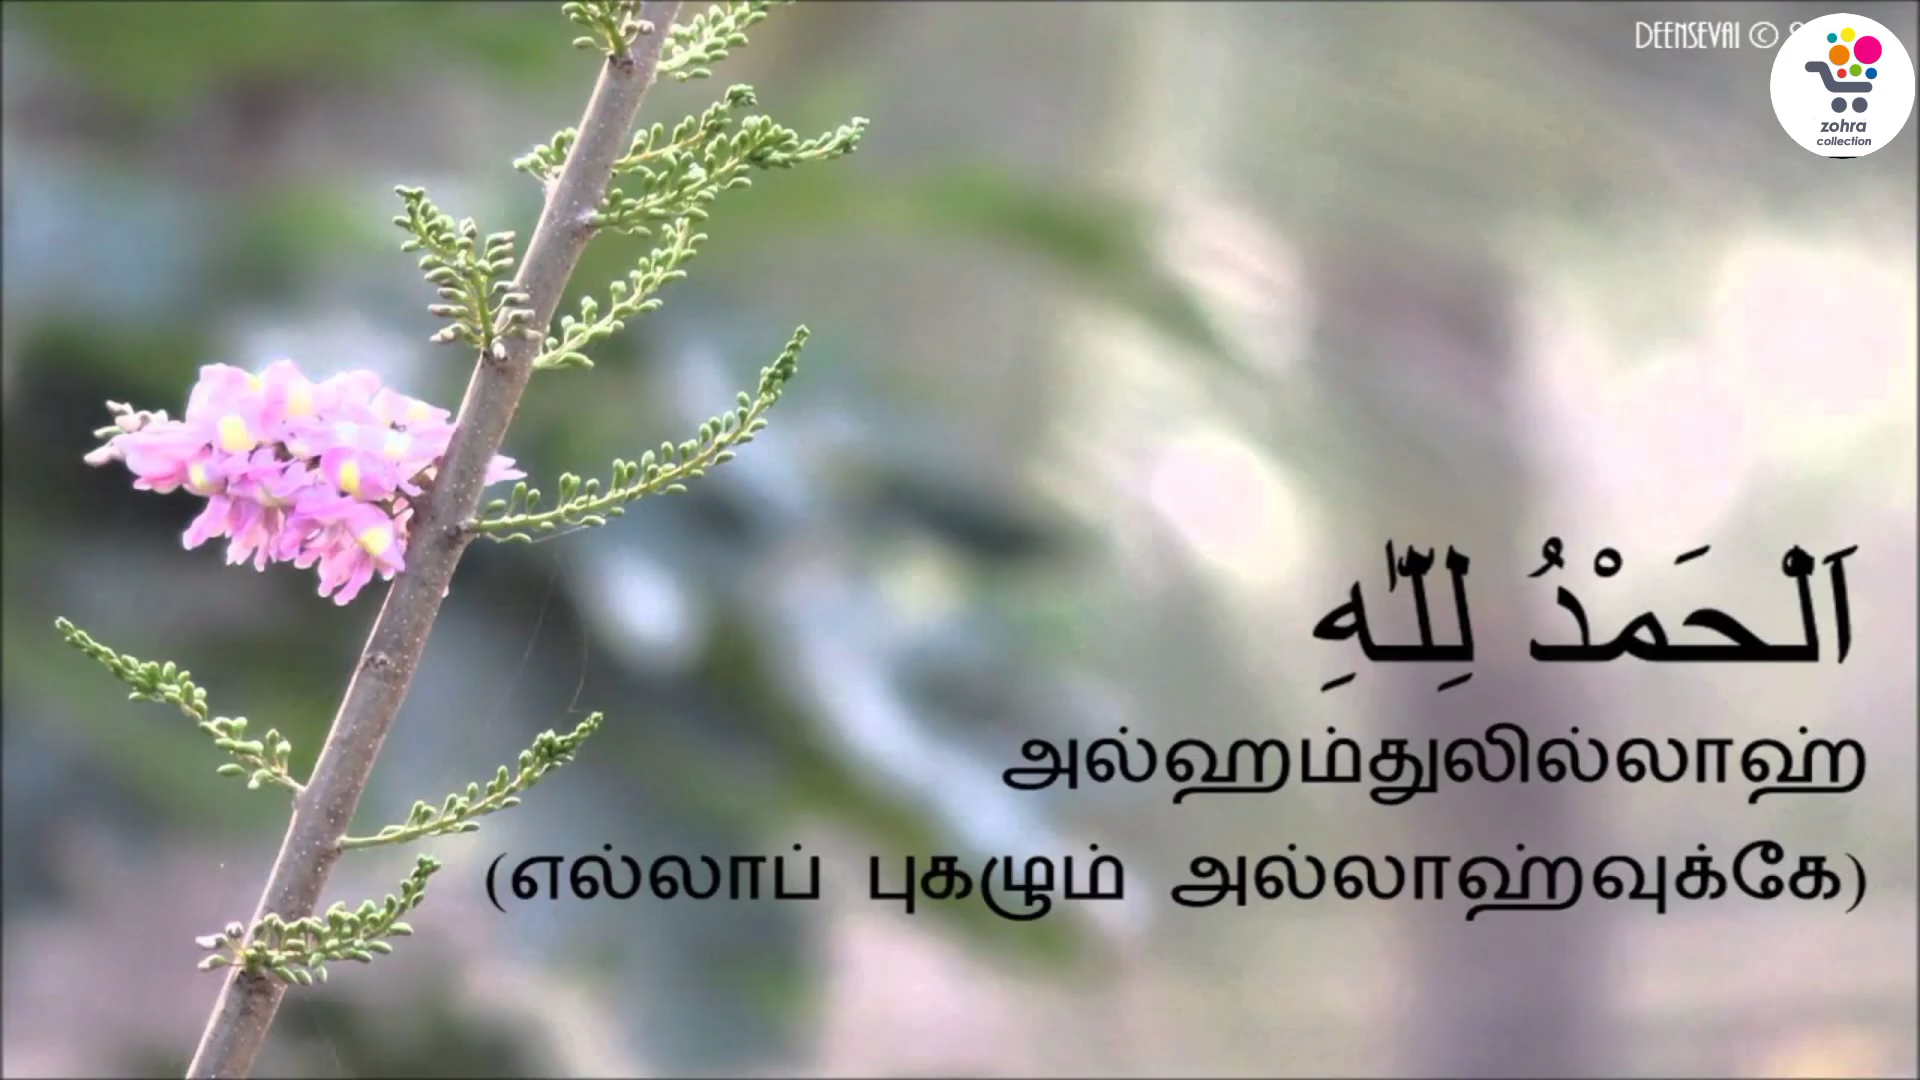 DEENSEVAI ©
zohra
collection
اَلْحَمْدُ لِلّٰهِ
அல்ஹம்துலில்லாஹ்
(எல்லாப் புகழும் அல்லாஹ்வுக்கே)